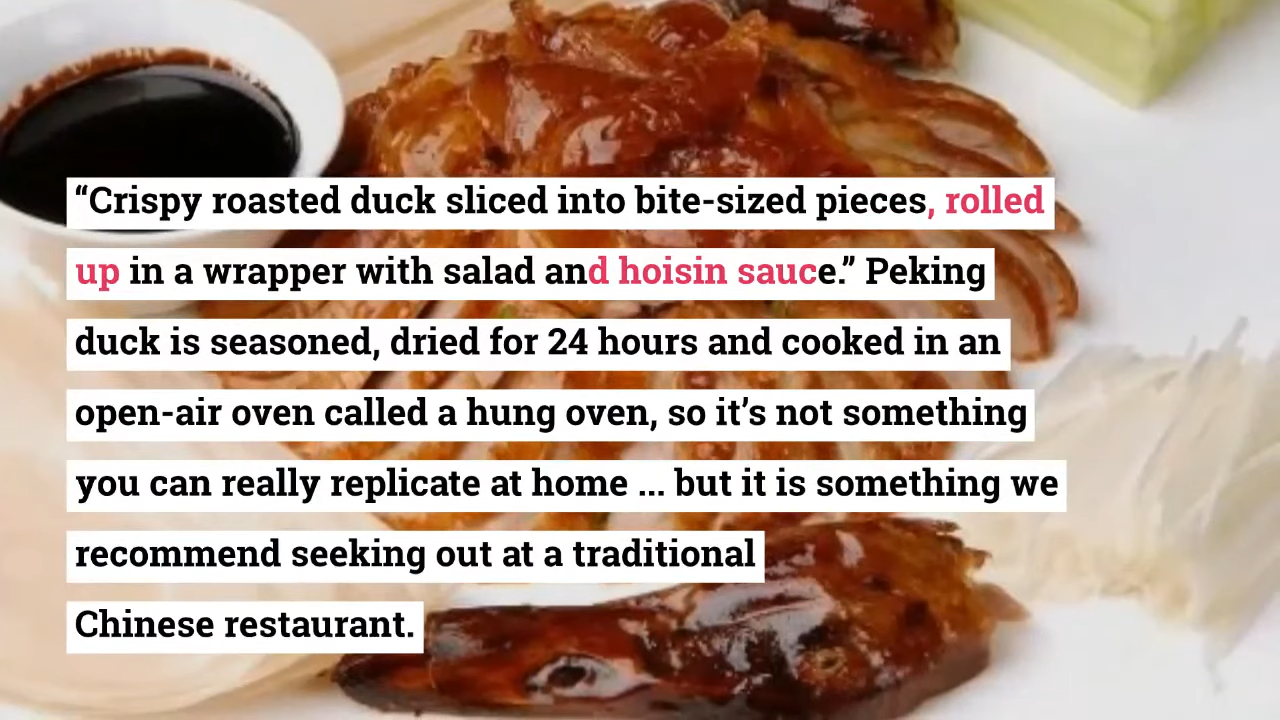 “Crispy roasted duck sliced into bite-sized pieces, rolled
up in a wrapper with salad and hoisin sauce.” Peking
duck is seasoned, dried for 24 hours and cooked in an
open-air oven called a hung oven, so it’s not something
you can really replicate at home ... but it is something we
recommend seeking out at a traditional
Chinese restaurant.